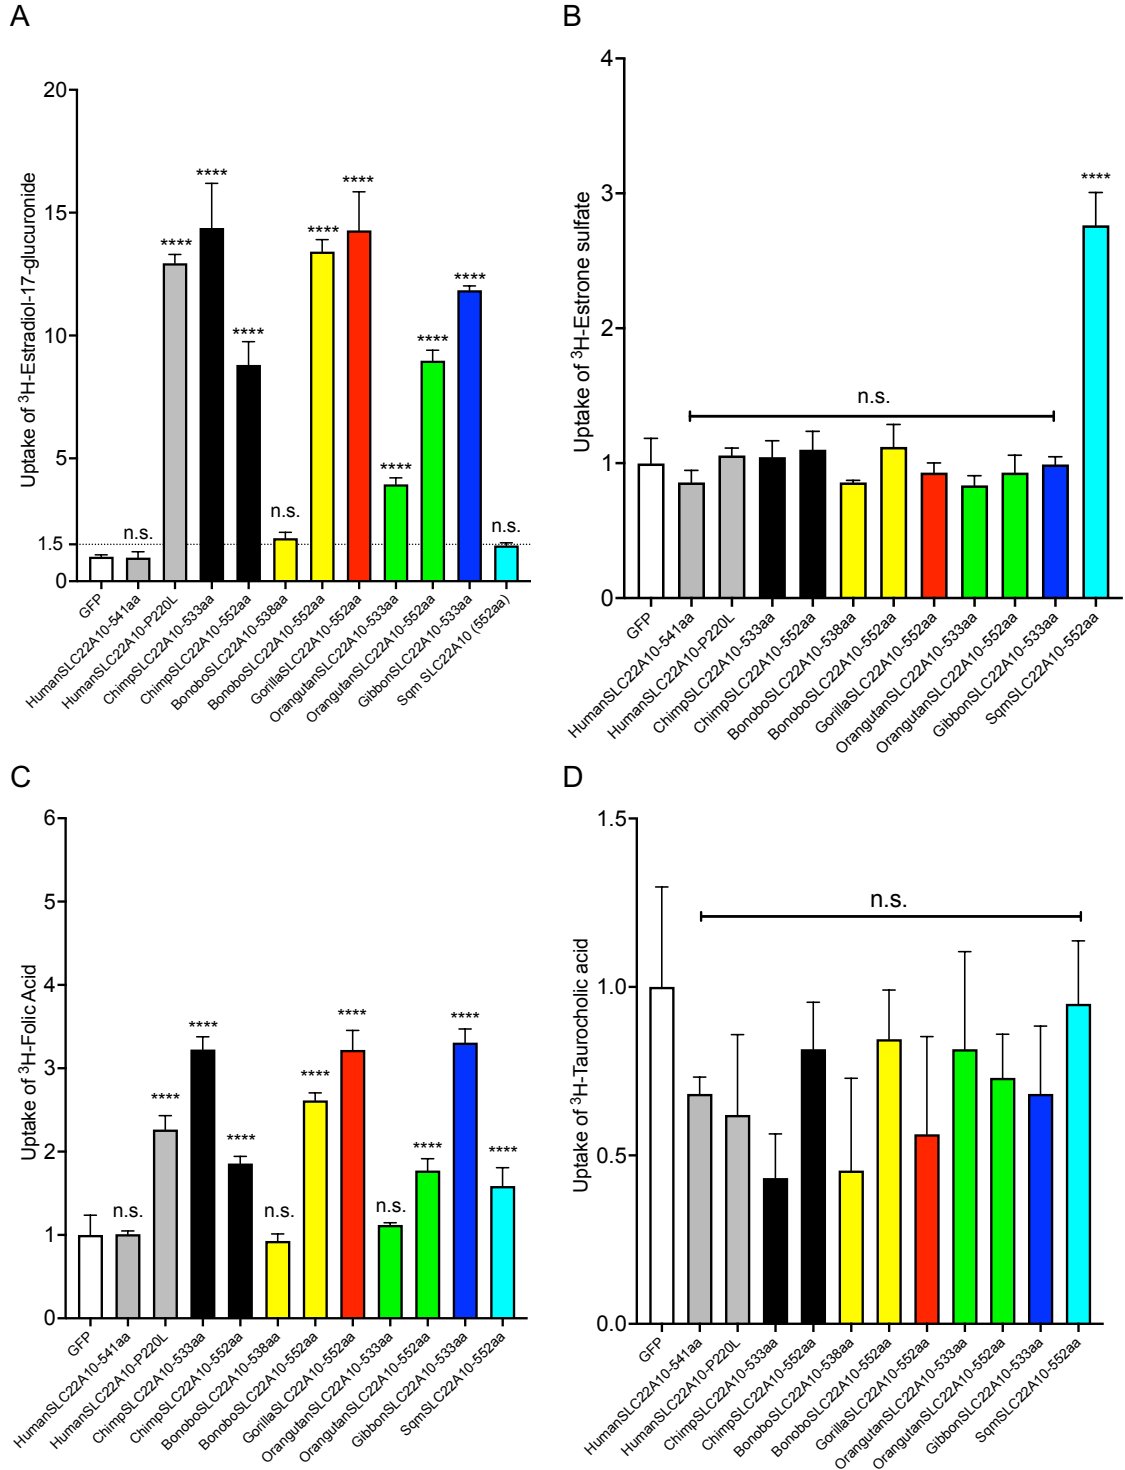 A
Uptake of ³H-Estradiol-17-glucuronide
20
15
10
5
1.5
0
n.s.
****
****
****
n.s.
****
****
****
****
****
n.s.
GFP
HumanSLC22A10-541aa
HumanSLC22A10-P220L
ChimpSLC22A10-533aa
ChimpSLC22A10-552aa
BonoboSLC22A10-538aa
BonoboSLC22A10-552aa
GorillaSLC22A10-552aa
OrangutanSLC22A10-533aa
OrangutanSLC22A10-552aa
GibbonSLC22A10-533aa
Sqm SLC22A10 (552aa)
B
Uptake of ³H-Estrone sulfate
4
3
2
1
0
n.s.
****
GFP
HumanSLC22A10-541aa
HumanSLC22A10-P220L
ChimpSLC22A10-533aa
ChimpSLC22A10-552aa
BonoboSLC22A10-538aa
BonoboSLC22A10-552aa
GorillaSLC22A10-552aa
OrangutanSLC22A10-533aa
OrangutanSLC22A10-552aa
GibbonSLC22A10-533aa
SqmSLC22A10-552aa
C
Uptake of ³H-Folic Acid
6
5
4
3
2
1
0
n.s.
****
****
****
n.s.
****
****
n.s.
****
****
****
GFP
HumanSLC22A10-541aa
HumanSLC22A10-P220L
ChimpSLC22A10-533aa
ChimpSLC22A10-552aa
BonoboSLC22A10-538aa
BonoboSLC22A10-552aa
GorillaSLC22A10-552aa
OrangutanSLC22A10-533aa
OrangutanSLC22A10-552aa
GibbonSLC22A10-533aa
SqmSLC22A10-552aa
D
Uptake of ³H-Taurocholic acid
1.5
1.0
0.5
0.0
n.s.
GFP
HumanSLC22A10-541aa
HumanSLC22A10-P220L
ChimpSLC22A10-533aa
ChimpSLC22A10-552aa
BonoboSLC22A10-538aa
BonoboSLC22A10-552aa
GorillaSLC22A10-552aa
OrangutanSLC22A10-533aa
OrangutanSLC22A10-552aa
GibbonSLC22A10-533aa
SqmSLC22A10-552aa